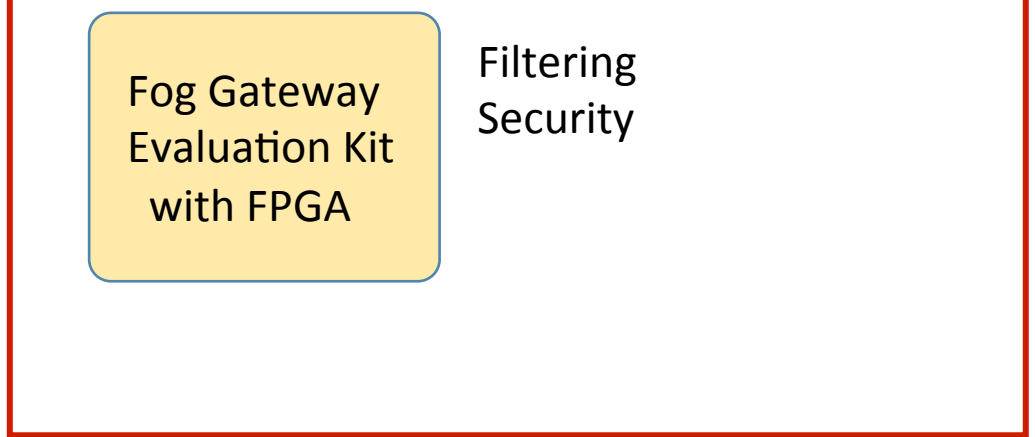 Fog Gateway
Evaluation Kit
with FPGA
Filtering
Security